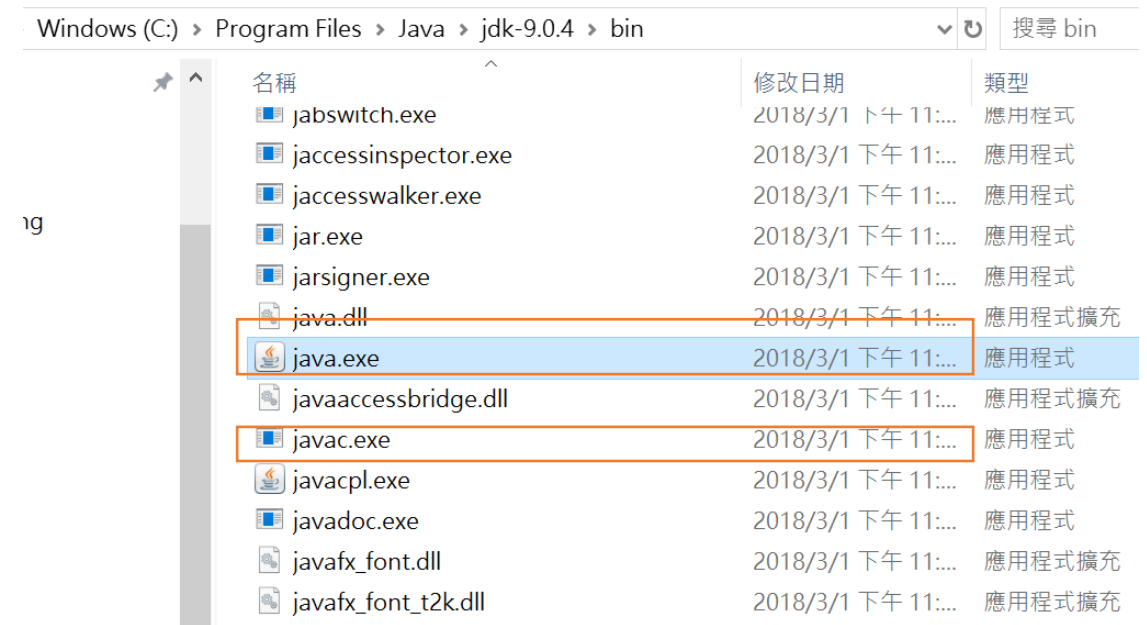 Windows (C:) › Program Files › Java › jdk-9.0.4 › bin 搜尋 bin
名稱 修改日期 類型
jabswitch.exe 2018/3/1 下午 11:... 應用程式
jaccessinspector.exe 2018/3/1 下午 11:... 應用程式
jaccesswalker.exe 2018/3/1 下午 11:... 應用程式
ng
jar.exe 2018/3/1 下午 11:... 應用程式
jarsigner.exe 2018/3/1 下午 11:... 應用程式
java.dll 2018/3/1 下午 11:... 應用程式擴充
java.exe 2018/3/1 下午 11:... 應用程式
javaaccessbridge.dll 2018/3/1 下午 11:... 應用程式擴充
javac.exe 2018/3/1 下午 11:... 應用程式
javacpl.exe 2018/3/1 下午 11:... 應用程式
javadoc.exe 2018/3/1 下午 11:... 應用程式
javafx_font.dll 2018/3/1 下午 11:... 應用程式擴充
javafx_font_t2k.dll 2018/3/1 下午 11:... 應用程式擴充